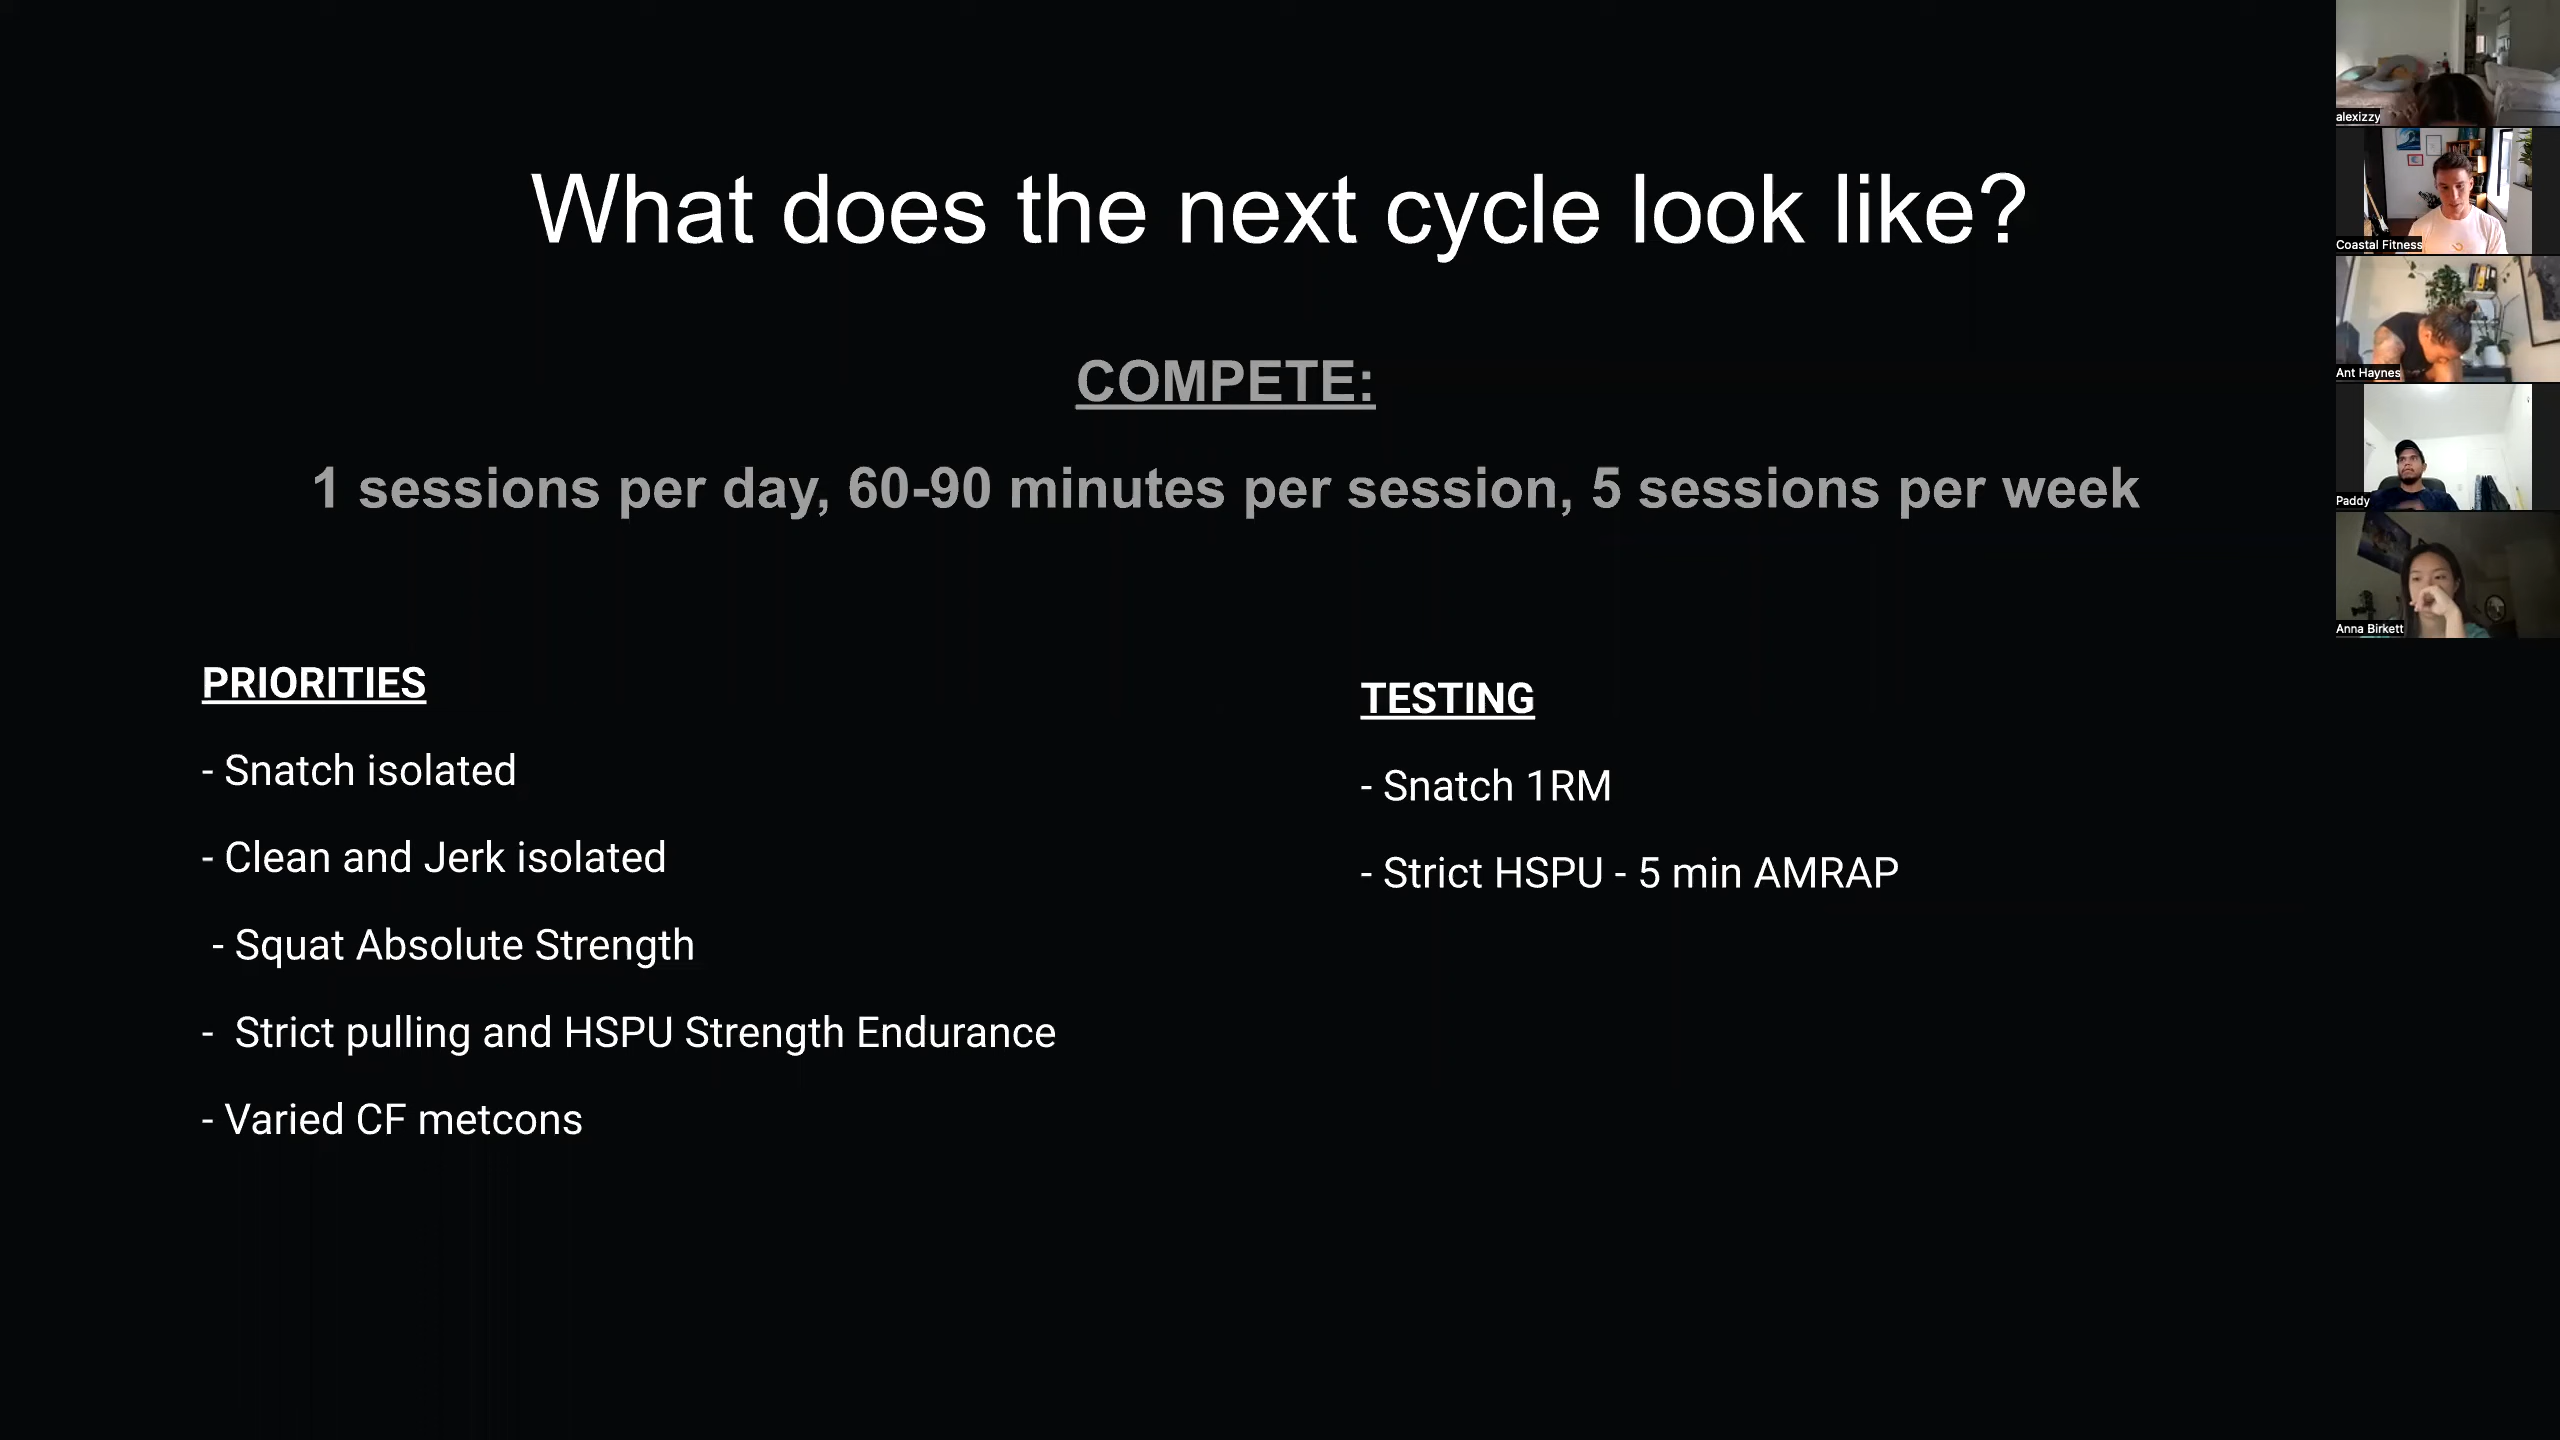 What does the next cycle look like?
COMPETE:
1 sessions per day, 60-90 minutes per session, 5 sessions per week
PRIORITIES
- Snatch isolated
- Clean and Jerk isolated
- Squat Absolute Strength
- Strict pulling and HSPU Strength Endurance
- Varied CF metcons
TESTING
- Snatch 1RM
- Strict HSPU - 5 min AMRAP
alexizzy
Coastal Fitness
Ant Haynes
Paddy
Anna Birkett